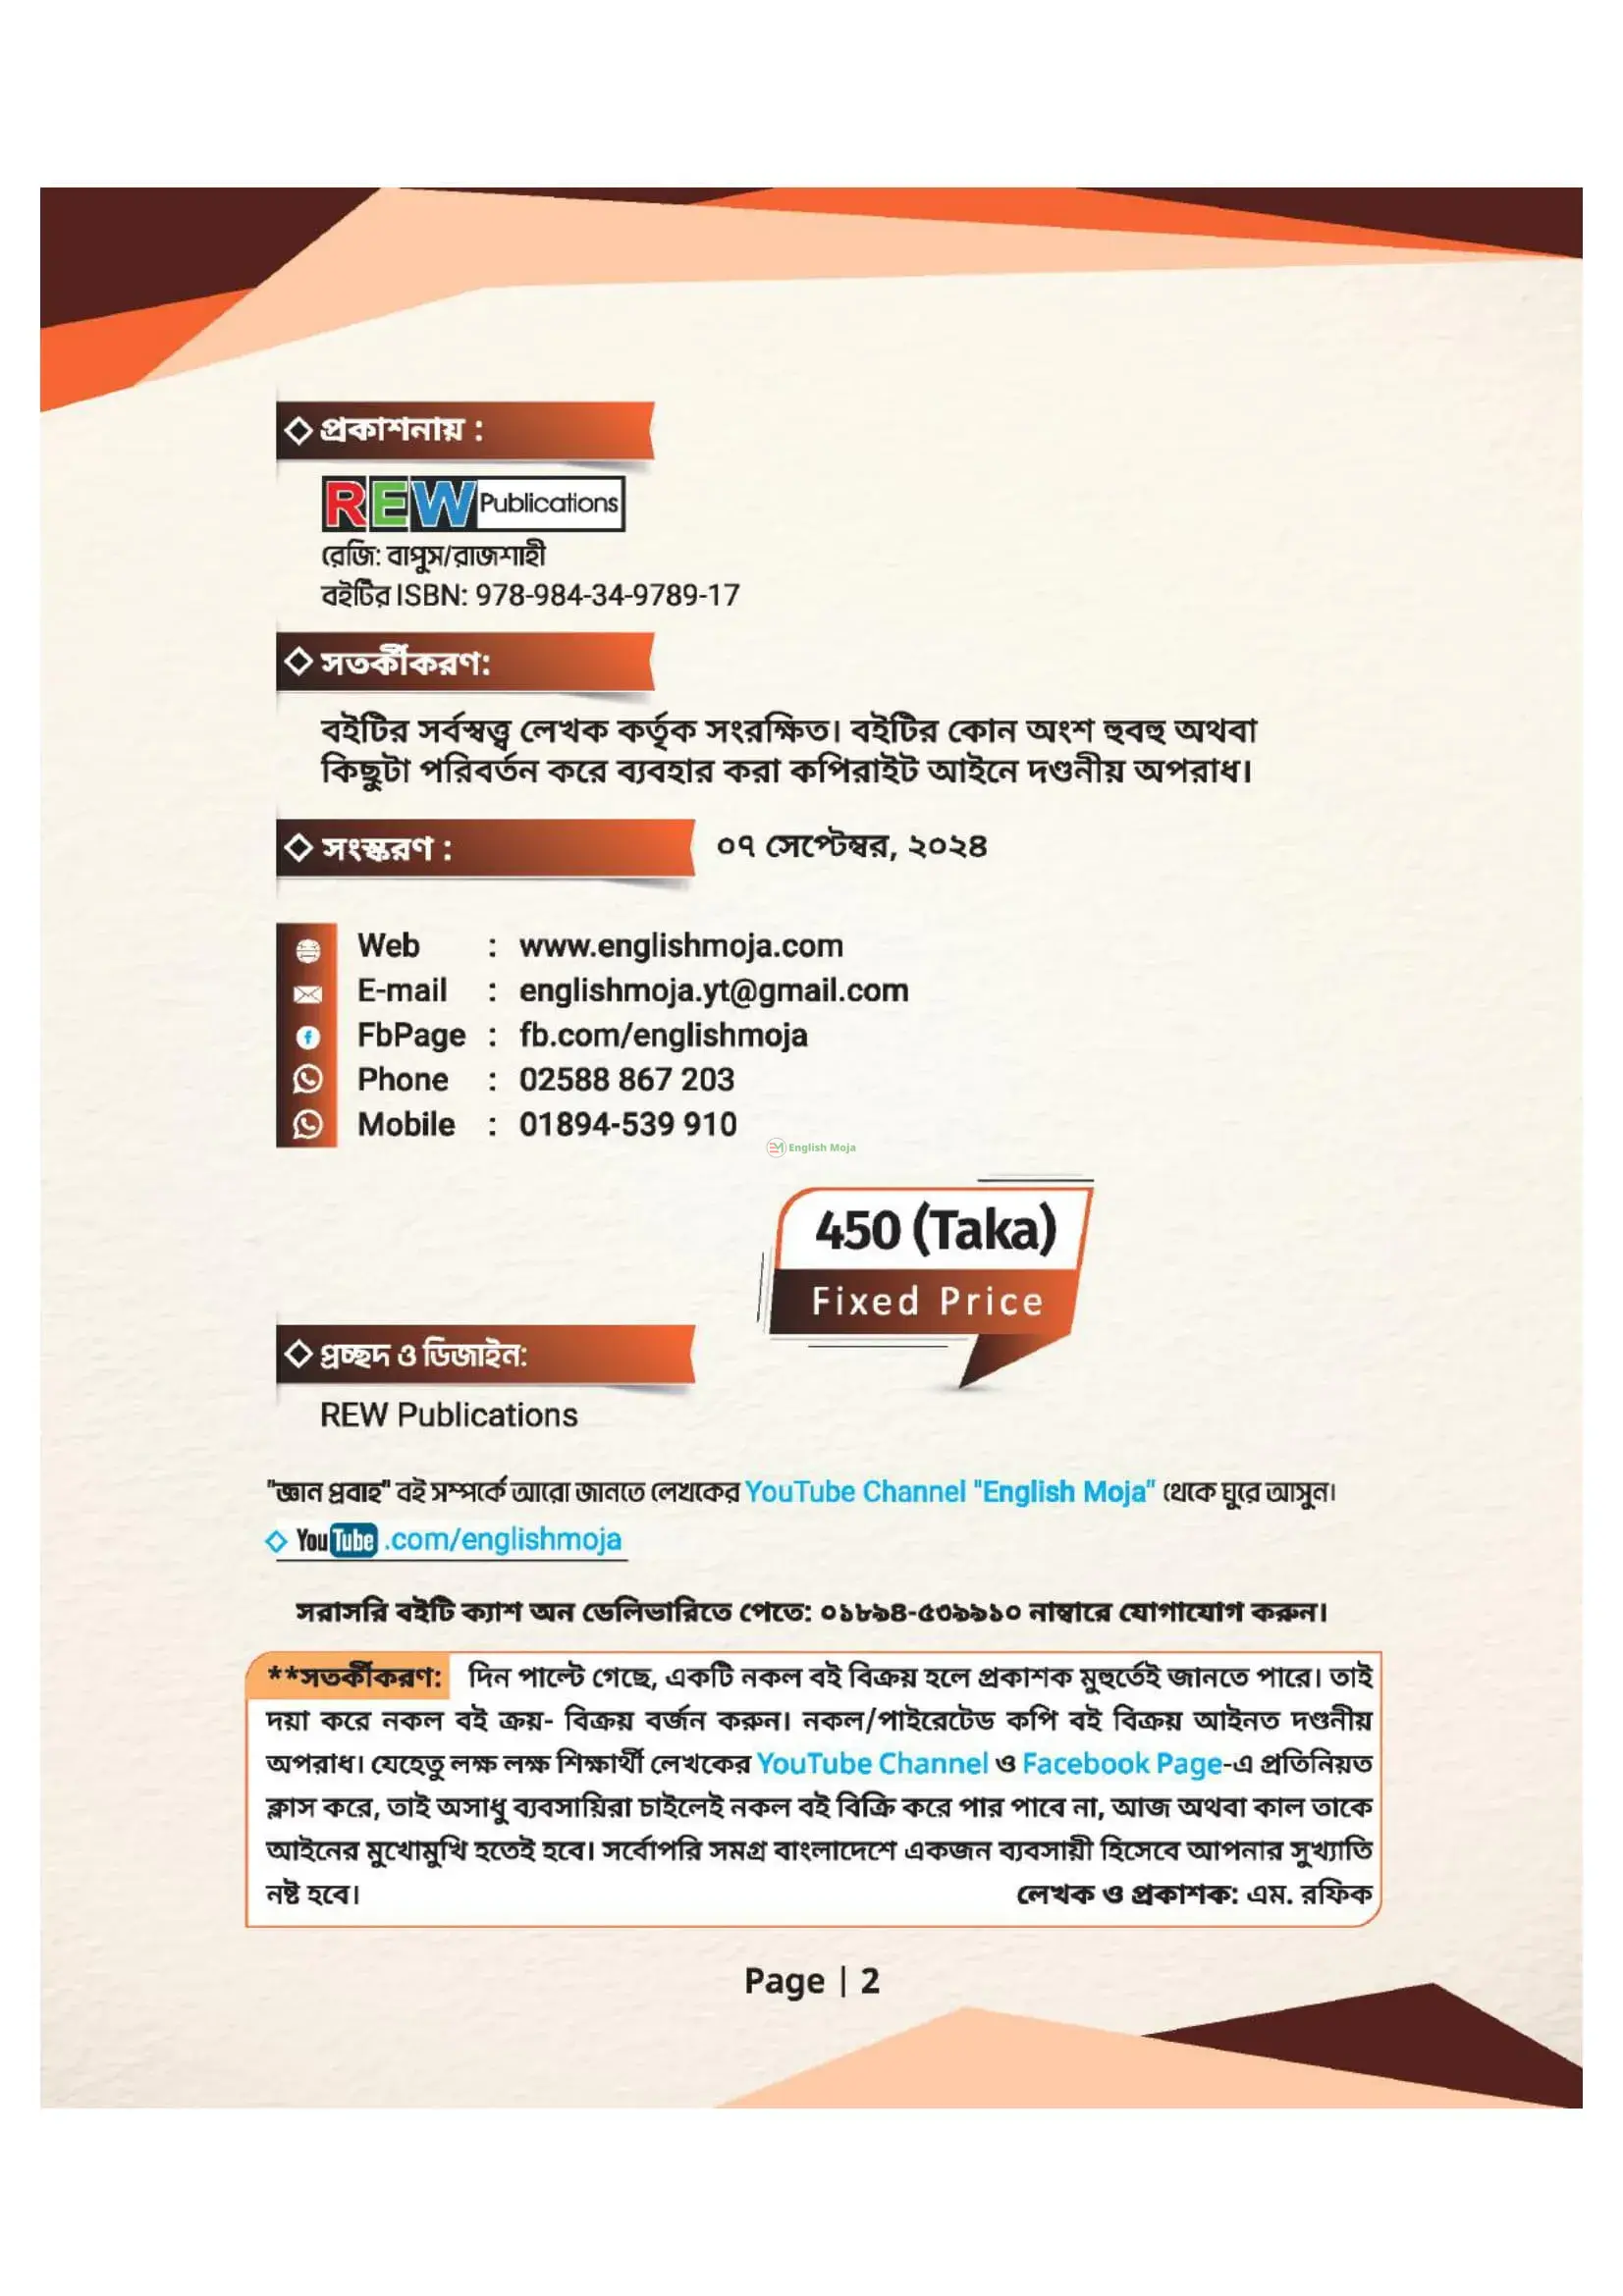 প্রকাশনায় :
REW Publications
রেজি: বাপুস/রাজশাহী
বইটির ISBN: 978-984-34-9789-17
সতর্কীকরণ:
বইটির সর্বস্বত্ত্ব লেখক কর্তৃক সংরক্ষিত। বইটির কোন অংশ হুবহু অথবা
কিছুটা পরিবর্তন করে ব্যবহার করা কপিরাইট আইনে দণ্ডনীয় অপরাধ।
সংস্করণ : ০৭ সেপ্টেম্বর, ২০২৪
Web : www.englishmoja.com
E-mail : englishmoja.yt@gmail.com
FbPage : fb.com/englishmoja
Phone : 02588 867 203
Mobile : 01894-539 910
English Moja
450 (Taka)
Fixed Price
প্রচ্ছদ ও ডিজাইন:
REW Publications
"জ্ঞান প্রবাহ" বই সম্পর্কে আরো জানতে লেখকের YouTube Channel "English Moja" থেকে ঘুরে আসুন।
YouTube .com/englishmoja
সরাসরি বইটি ক্যাশ অন ডেলিভারিতে পেতে: ০১৮৯৪-৫৩৯৯১০ নাম্বারে যোগাযোগ করুন।
**সতর্কীকরণ: দিন পাল্টে গেছে, একটি নকল বই বিক্রয় হলে প্রকাশক মুহুর্তেই জানতে পারে। তাই
দয়া করে নকল বই ক্রয়- বিক্রয় বর্জন করুন। নকল/পাইরেটেড কপি বই বিক্রয় আইনত দণ্ডনীয়
অপরাধ। যেহেতু লক্ষ লক্ষ শিক্ষার্থী লেখকের YouTube Channel ও Facebook Page-এ প্রতিনিয়ত
ক্লাস করে, তাই অসাধু ব্যবসায়িরা চাইলেই নকল বই বিক্রি করে পার পাবে না, আজ অথবা কাল তাকে
আইনের মুখোমুখি হতেই হবে। সর্বোপরি সমগ্র বাংলাদেশে একজন ব্যবসায়ী হিসেবে আপনার সুখ্যাতি
নষ্ট হবে। লেখক ও প্রকাশক: এম. রফিক
Page | 2